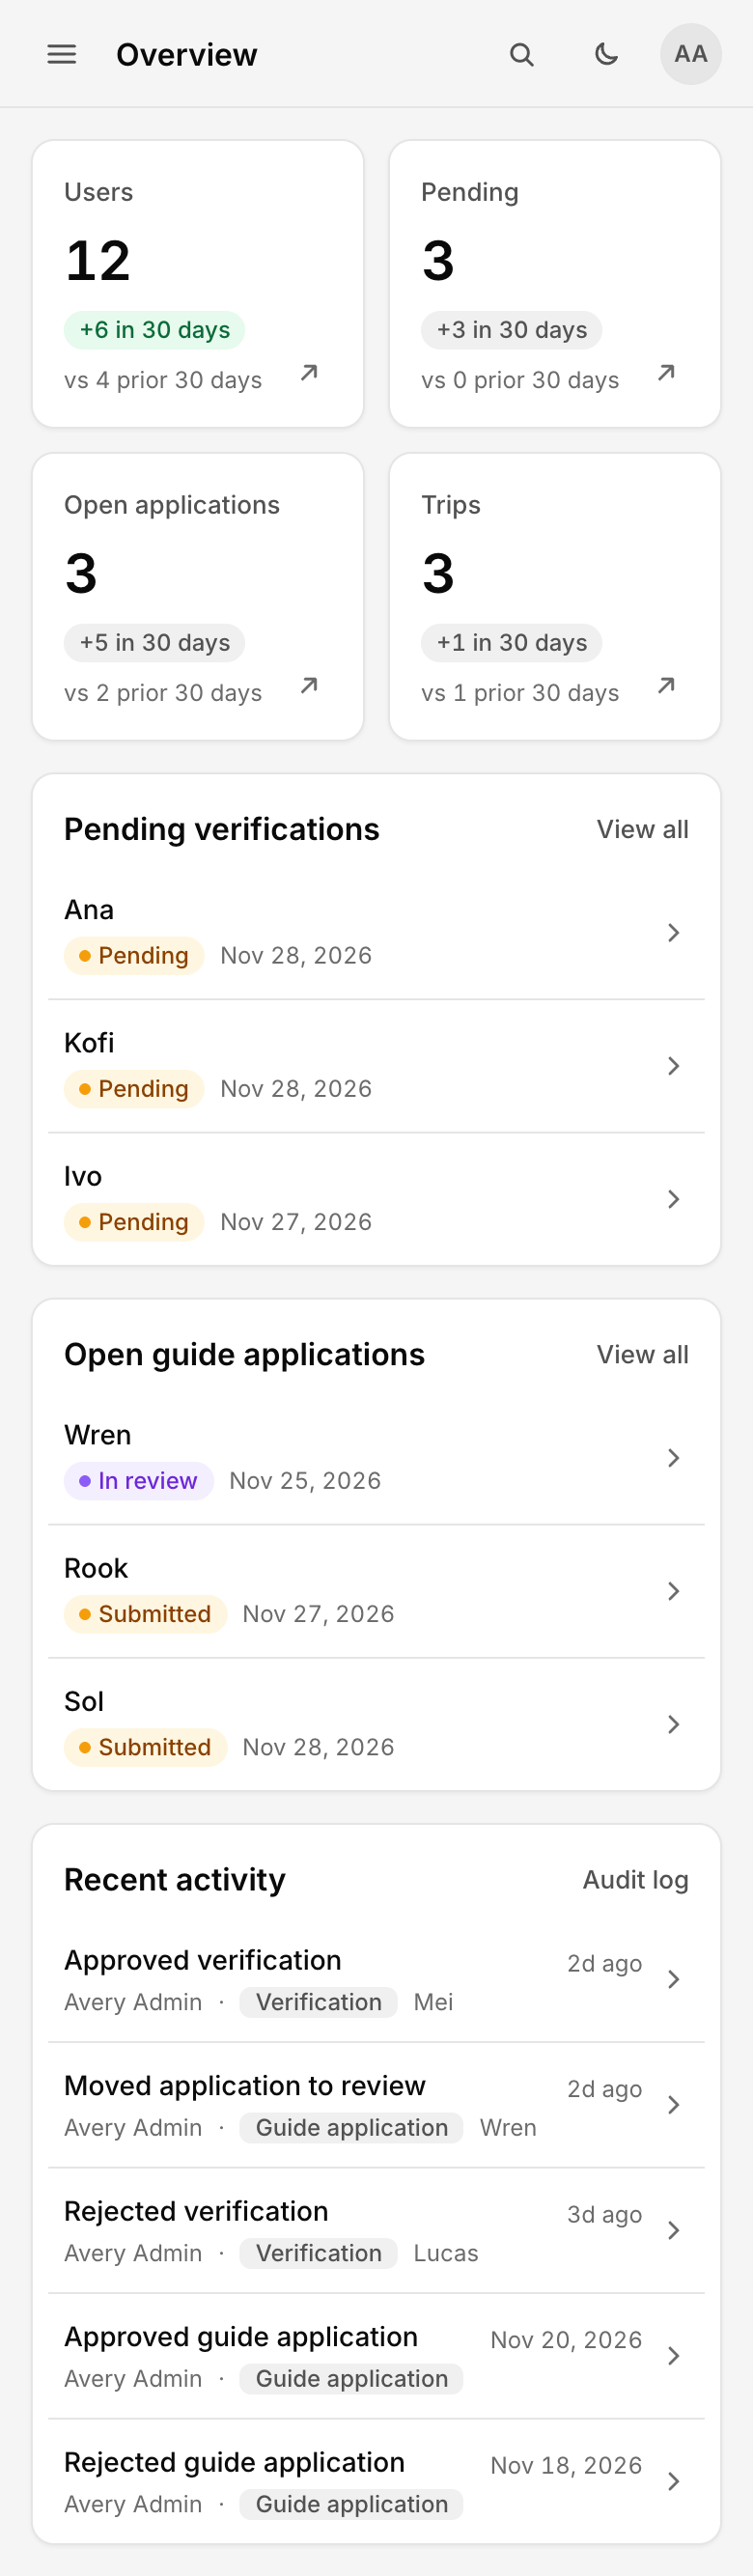 Overview
AA
Users
12
+6 in 30 days
vs 4 prior 30 days
Pending
3
+3 in 30 days
vs 0 prior 30 days
Open applications
3
+5 in 30 days
vs 2 prior 30 days
Trips
3
+1 in 30 days
vs 1 prior 30 days
Pending verifications
View all
Ana
Pending Nov 28, 2026
Kofi
Pending Nov 28, 2026
Ivo
Pending Nov 27, 2026
Open guide applications
View all
Wren
In review Nov 25, 2026
Rook
Submitted Nov 27, 2026
Sol
Submitted Nov 28, 2026
Recent activity
Audit log
Approved verification 2d ago
Avery Admin · Verification Mei
Moved application to review 2d ago
Avery Admin · Guide application Wren
Rejected verification 3d ago
Avery Admin · Verification Lucas
Approved guide application Nov 20, 2026
Avery Admin · Guide application
Rejected guide application Nov 18, 2026
Avery Admin · Guide application